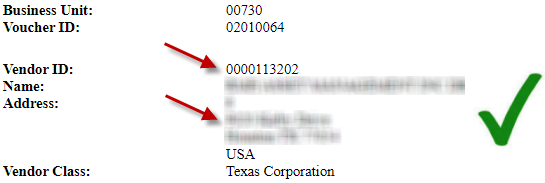 Business Unit: 00730
Voucher ID: 02010064
Vendor ID: 0000113202
Name:
Address:
USA
Vendor Class: Texas Corporation